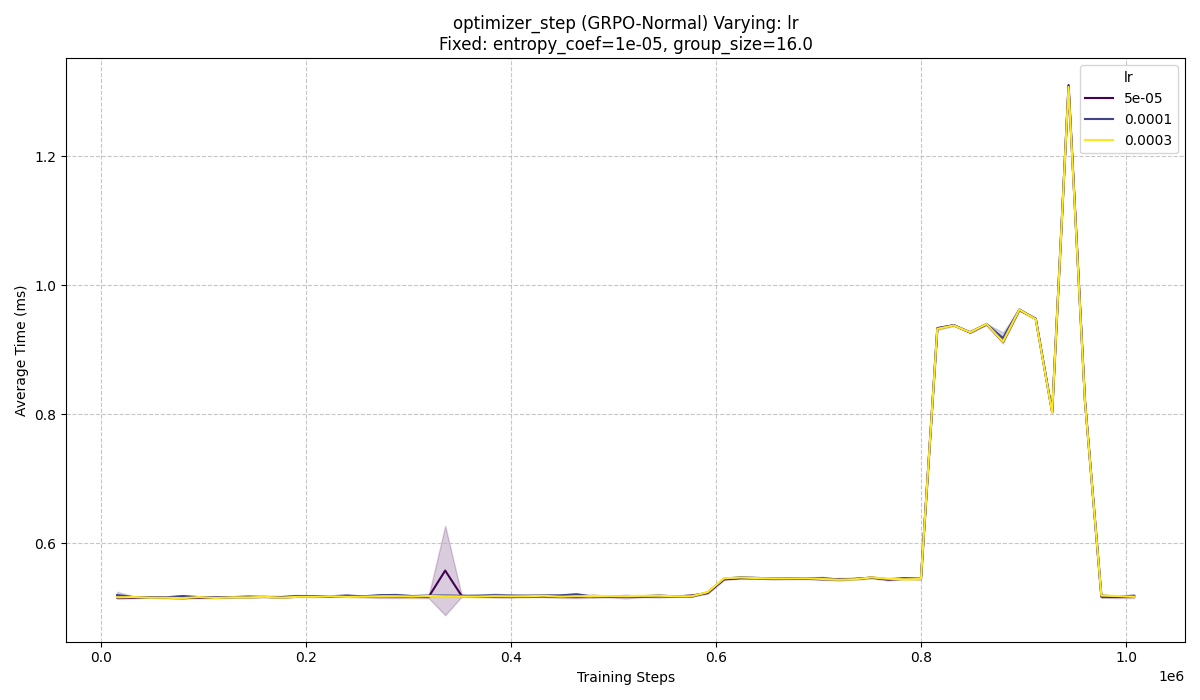 optimizer_step (GRPO-Normal) Varying: lr
Fixed: entropy_coef=1e-05, group_size=16.0
lr
5e-05
0.0001
0.0003
Average Time (ms)
1.2
1.0
0.8
0.6
0.0 0.2 0.4 0.6 0.8 1.0
1e6
Training Steps